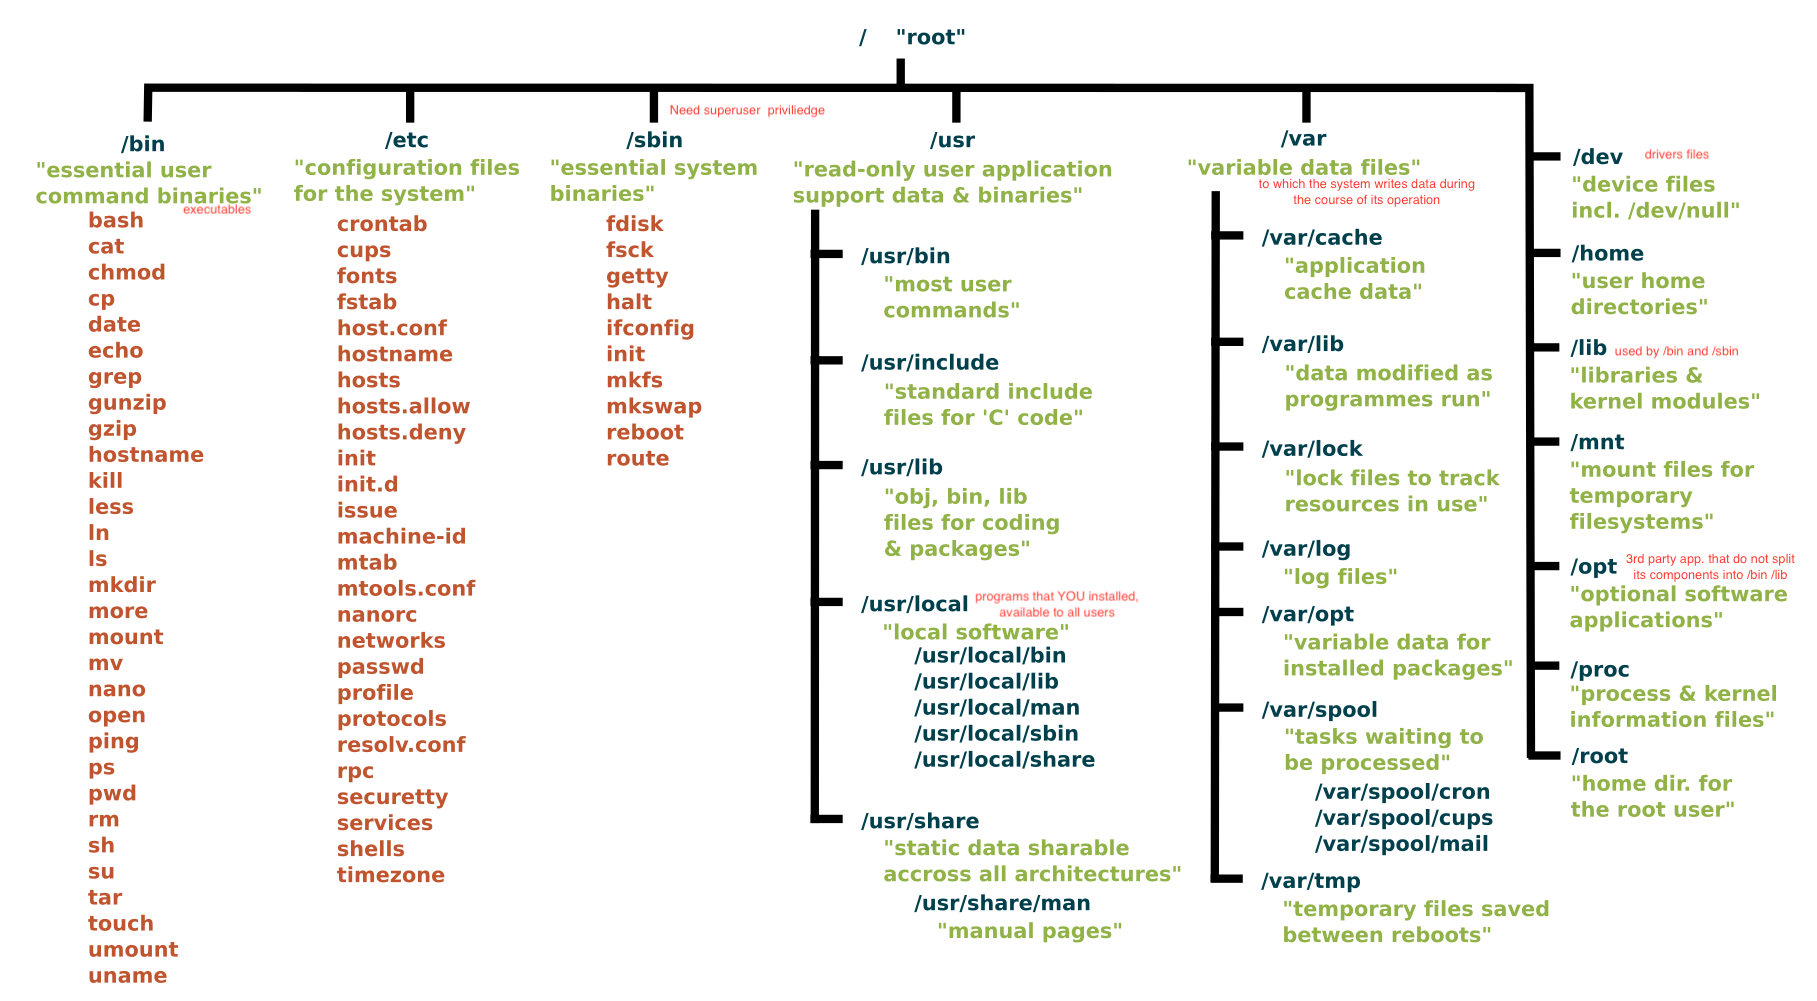 /    "root"
/bin
"essential user
command binaries"
executables
bash
cat
chmod
cp
date
echo
grep
gunzip
gzip
hostname
kill
less
ln
ls
mkdir
more
mount
mv
nano
open
ping
ps
pwd
rm
sh
su
tar
touch
umount
uname
/etc
"configuration files
for the system"
crontab
cups
fonts
fstab
host.conf
hostname
hosts
hosts.allow
hosts.deny
init
init.d
issue
machine-id
mtab
mtools.conf
nanorc
networks
passwd
profile
protocols
resolv.conf
rpc
securetty
services
shells
timezone
Need superuser  priviliedge
/sbin
"essential system
binaries"
fdisk
fsck
getty
halt
ifconfig
init
mkfs
mkswap
reboot
route
/usr
"read-only user application
support data & binaries"
/usr/bin
"most user
commands"
/usr/include
"standard include
files for 'C' code"
/usr/lib
"obj, bin, lib
files for coding
& packages"
/usr/local
programs that YOU installed,
available to all users
"local software"
/usr/local/bin
/usr/local/lib
/usr/local/man
/usr/local/sbin
/usr/local/share
/usr/share
"static data sharable
accross all architectures"
/usr/share/man
"manual pages"
/var
"variable data files"
to which the system writes data during
the course of its operation
/var/cache
"application
cache data"
/var/lib
"data modified as
programmes run"
/var/lock
"lock files to track
resources in use"
/var/log
"log files"
/var/opt
"variable data for
installed packages"
/var/spool
"tasks waiting to
be processed"
/var/spool/cron
/var/spool/cups
/var/spool/mail
/var/tmp
"temporary files saved
between reboots"
/dev drivers files
"device files
incl. /dev/null"
/home
"user home
directories"
/lib used by /bin and /sbin
"libraries &
kernel modules"
/mnt
"mount files for
temporary
filesystems"
/opt
3rd party app. that do not split
its components into /bin /lib
"optional software
applications"
/proc
"process & kernel
information files"
/root
"home dir. for
the root user"